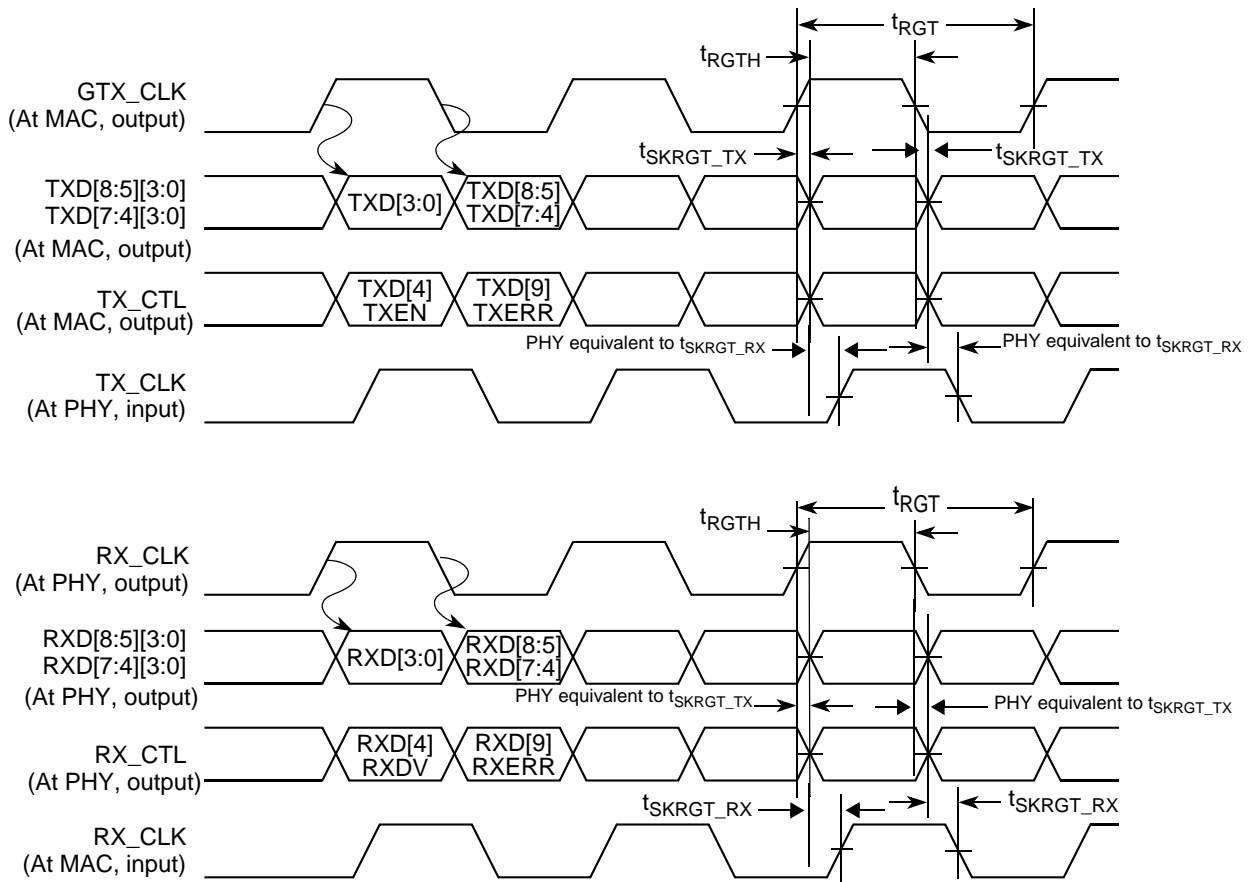 tRGT
tRGTH
GTX_CLK
(At MAC, output)
tSKRGT_TX
tSKRGT_TX
TXD[8:5][3:0]
TXD[7:4][3:0]
(At MAC, output)
TXD[3:0]
TXD[8:5]
TXD[7:4]
TX_CTL
(At MAC, output)
TXD[4]
TXEN
TXD[9]
TXERR
PHY equivalent to tSKRGT_RX
PHY equivalent to tSKRGT_RX
TX_CLK
(At PHY, input)
tRGT
tRGTH
RX_CLK
(At PHY, output)
RXD[8:5][3:0]
RXD[7:4][3:0]
(At PHY, output)
RXD[3:0]
RXD[8:5]
RXD[7:4]
PHY equivalent to tSKRGT_TX
PHY equivalent to tSKRGT_TX
RX_CTL
(At PHY, output)
RXD[4]
RXDV
RXD[9]
RXERR
tSKRGT_RX
tSKRGT_RX
RX_CLK
(At MAC, input)